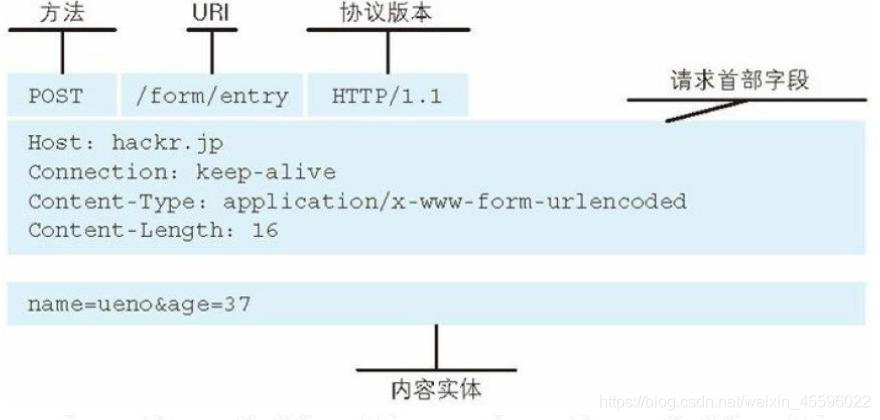 方法 URI 协议版本
请求首部字段
POST /form/entry HTTP/1.1
Host: hackr.jp
Connection: keep-alive
Content-Type: application/x-www-form-urlencoded
Content-Length: 16
name=ueno&age=37
内容实体
https://blog.csdn.net/weixin_45596022